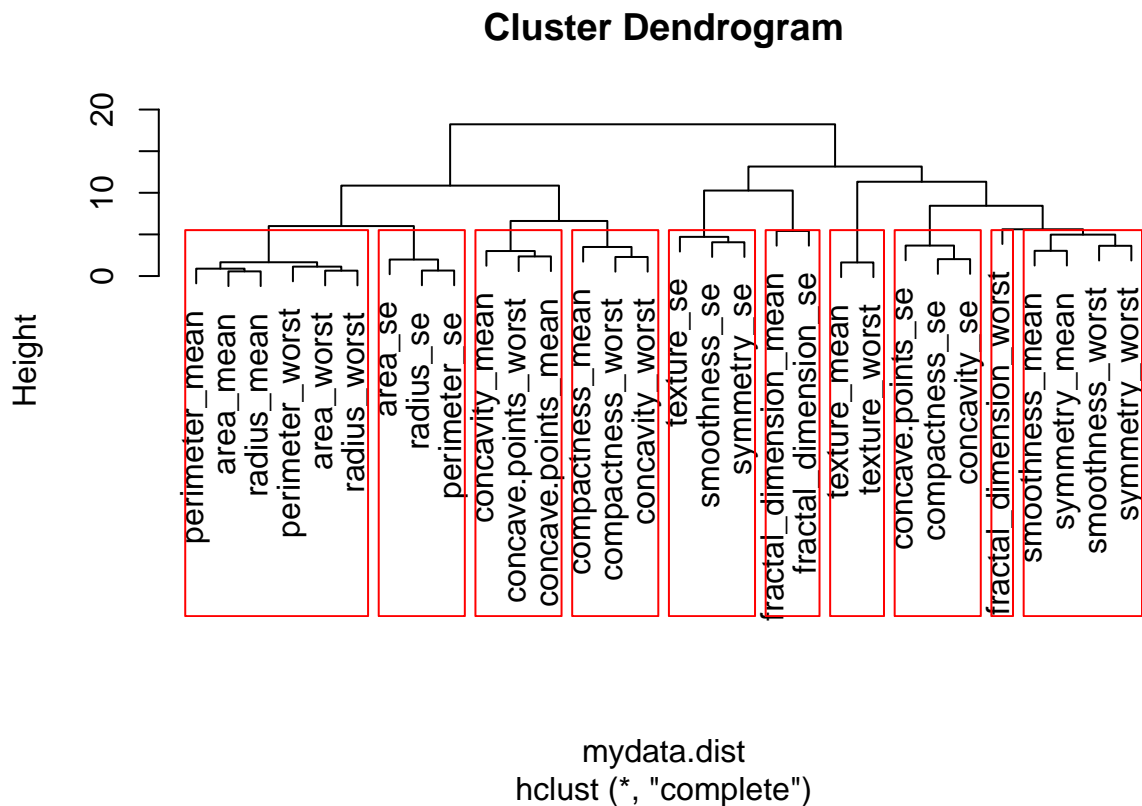 Cluster Dendrogram
Height
20
10
0
perimeter_mean
area_mean
radius_mean
perimeter_worst
area_worst
radius_worst
area_se
radius_se
perimeter_se
concavity_mean
concave.points_worst
concave.points_mean
compactness_mean
compactness_worst
concavity_worst
texture_se
smoothness_se
symmetry_se
fractal_dimension_mean
fractal_dimension_se
texture_mean
texture_worst
concave.points_se
compactness_se
concavity_se
fractal_dimension_worst
smoothness_mean
symmetry_mean
smoothness_worst
symmetry_worst
mydata.dist
hclust (*, "complete")